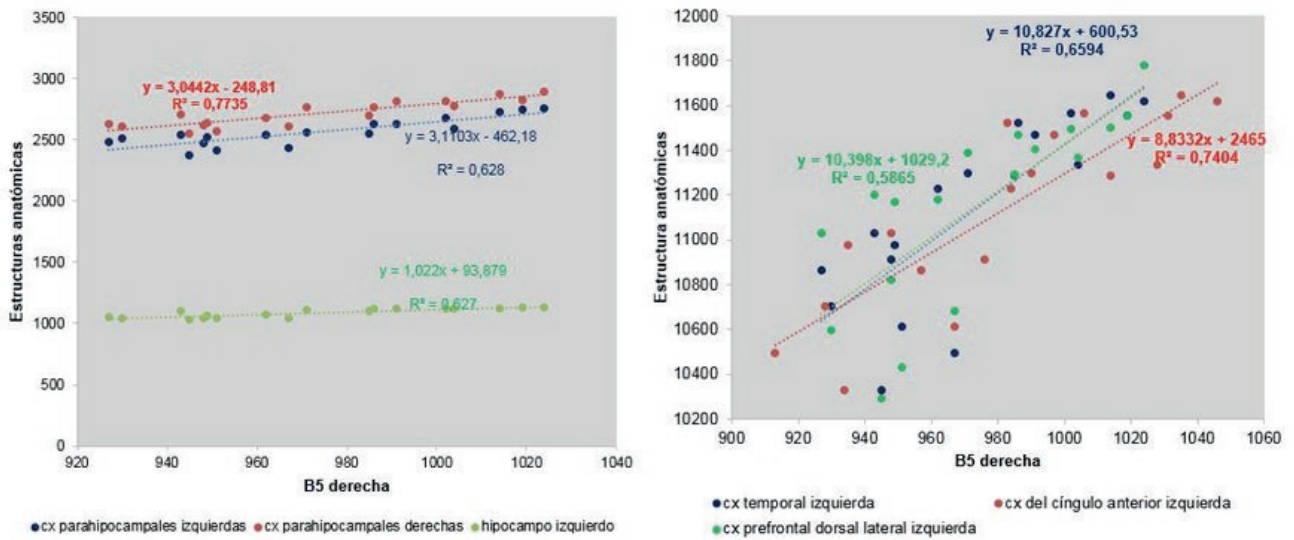 3500
3000
2500
2000
1500
1000
500
0
920
940
960
980
1000
1020
1040
Estructuras anatómicas
B5 derecha
y = 3,0442x - 248,81
R² = 0,7735
y = 3,1103x - 462,18
R² = 0,628
y = 1,022x + 93,879
R² = 0,627
cx parahipocampales izquierdas
cx parahipocampales derechas
hipocampo izquierdo
12000
11800
11600
11400
11200
11000
10800
10600
10400
10200
900
920
940
960
980
1000
1020
1040
1060
Estructura anatómicas
B5 derecha
y = 10,827x + 600,53
R² = 0,6594
y = 10,398x + 1029,2
R² = 0,5865
y = 8,8332x + 2465
R² = 0,7404
cx temporal izquierda
cx del cíngulo anterior izquierda
cx prefrontal dorsal lateral izquierda